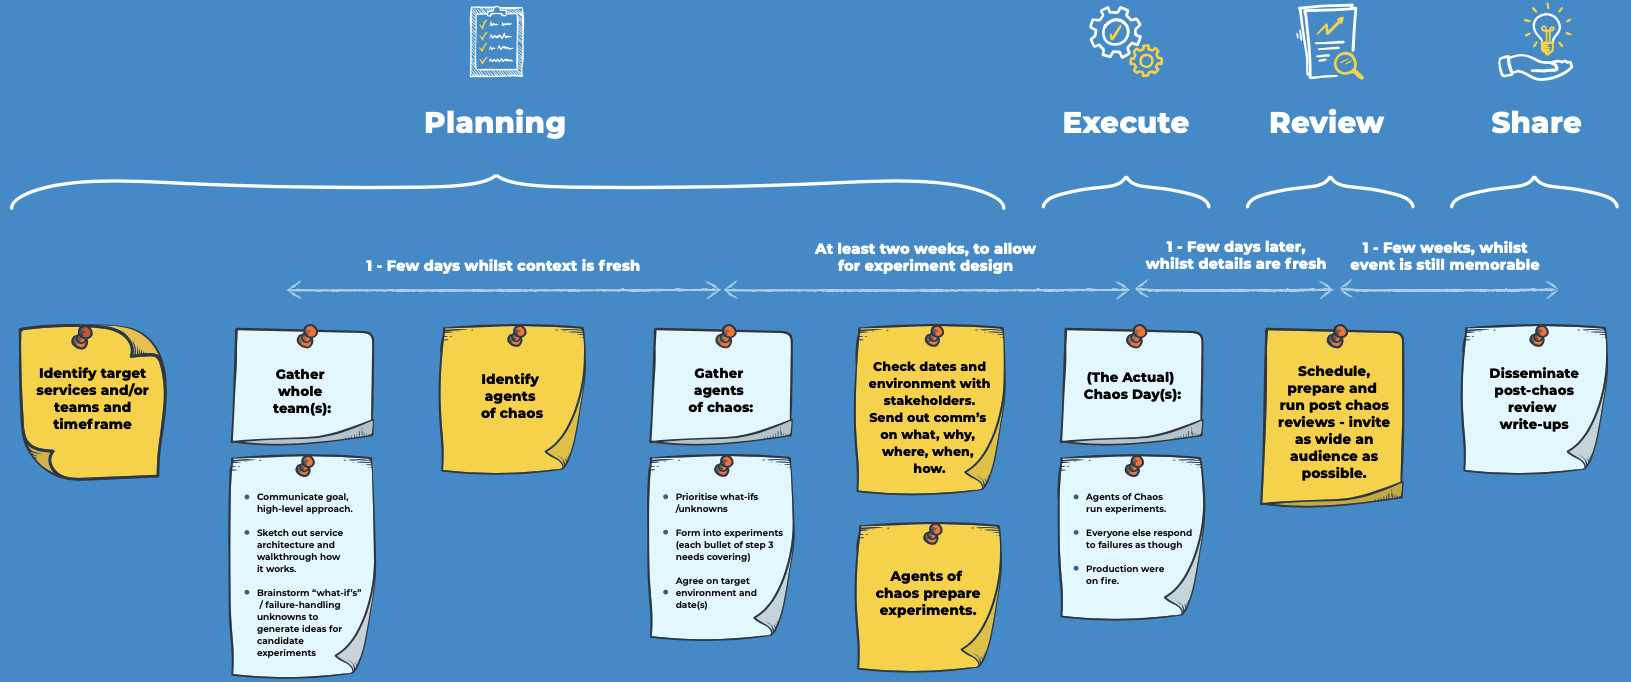 Planning
Execute
Review
Share
1 - Few days whilst context is fresh
At least two weeks, to allow
for experiment design
1 - Few days later,
whilst details are fresh
1 - Few weeks, whilst
event is still memorable
Identify target
services and/or
teams and
timeframe
Gather
whole
team(s):
Communicate goal,
high-level approach.
Sketch out service
architecture and
walkthrough how
it works.
Brainstorm “what-if’s”
/ failure-handling
unknowns to
generate ideas for
candidate
experiments
Identify
agents
of chaos
Gather
agents
of chaos:
Prioritise what-ifs
/unknowns
Form into experiments
(each bullet of step 3
needs covering)
Agree on target
environment and
date(s)
Check dates and
environment with
stakeholders.
Send out comm’s
on what, why,
where, when,
how.
Agents of
chaos prepare
experiments.
(The Actual)
Chaos Day(s):
Agents of Chaos
run experiments.
Everyone else respond
to failures as though
Production were
on fire.
Schedule,
prepare and
run post chaos
reviews - invite
as wide an
audience as
possible.
Disseminate
post-chaos
review
write-ups